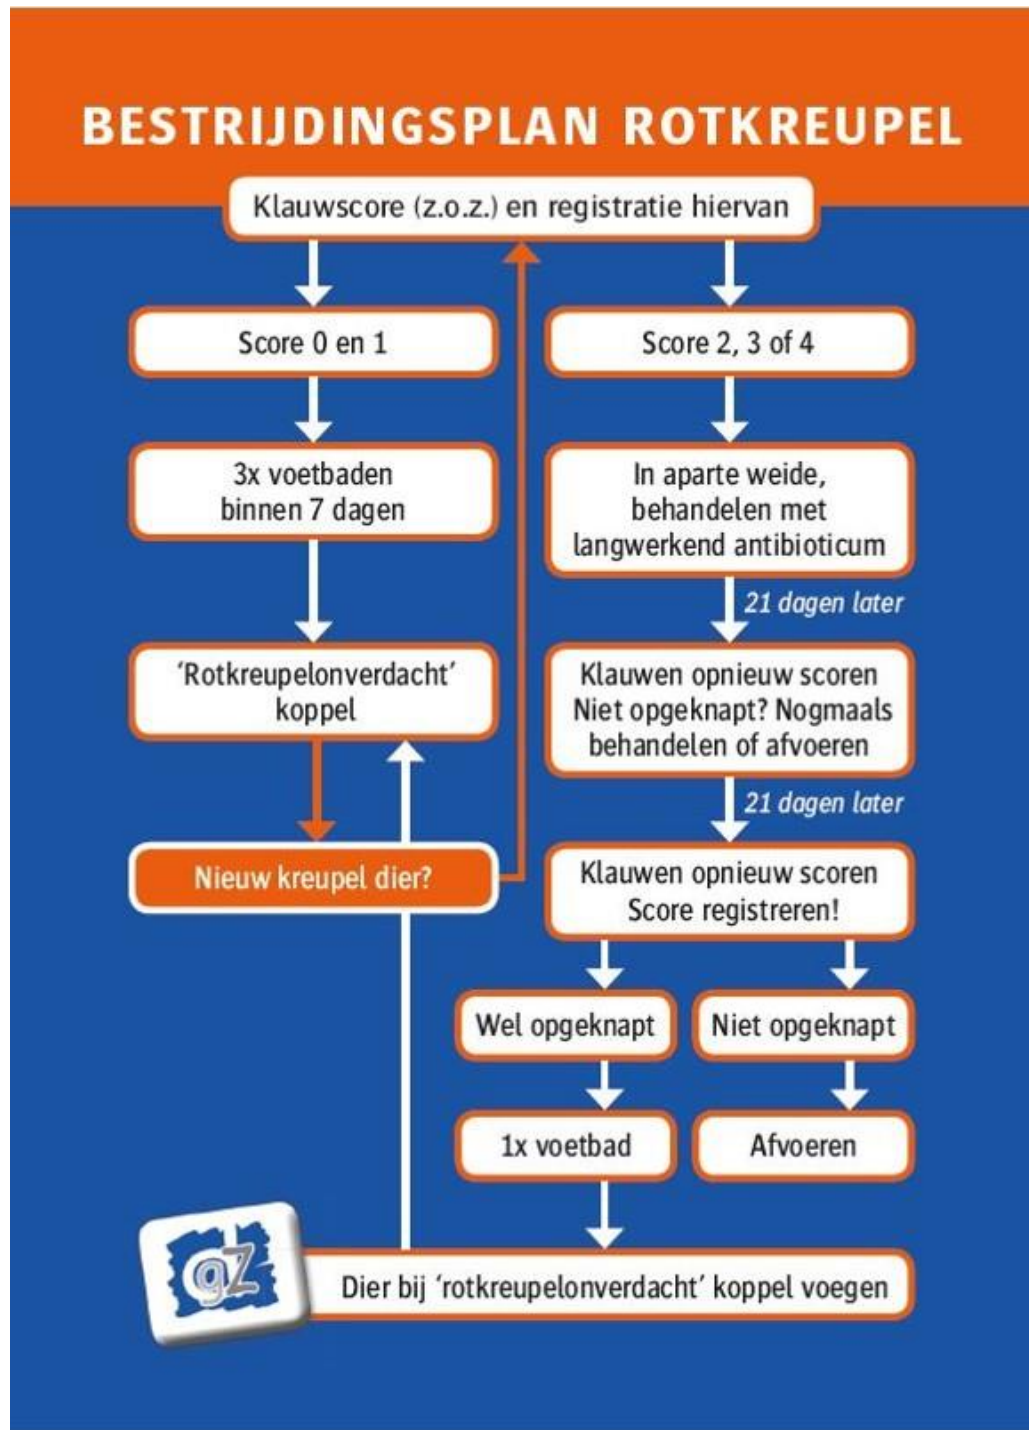 BESTRIJDINGSPLAN ROTKREUPEL
Klauwscore (z.o.z.) en registratie hiervan
Score 0 en 1
3x voetbaden
binnen 7 dagen
'Rotkreupelonverdacht'
koppel
Nieuw kreupel dier?
Score 2, 3 of 4
In aparte weide,
behandelen met
langwerkend antibioticum
21 dagen later
Klauwen opnieuw scoren
Niet opgeknapt? Nogmaals
behandelen of afvoeren
21 dagen later
Klauwen opnieuw scoren
Score registreren!
Wel opgeknapt
Niet opgeknapt
1x voetbad
Afvoeren
Dier bij 'rotkreupelonverdacht' koppel voegen
gZ